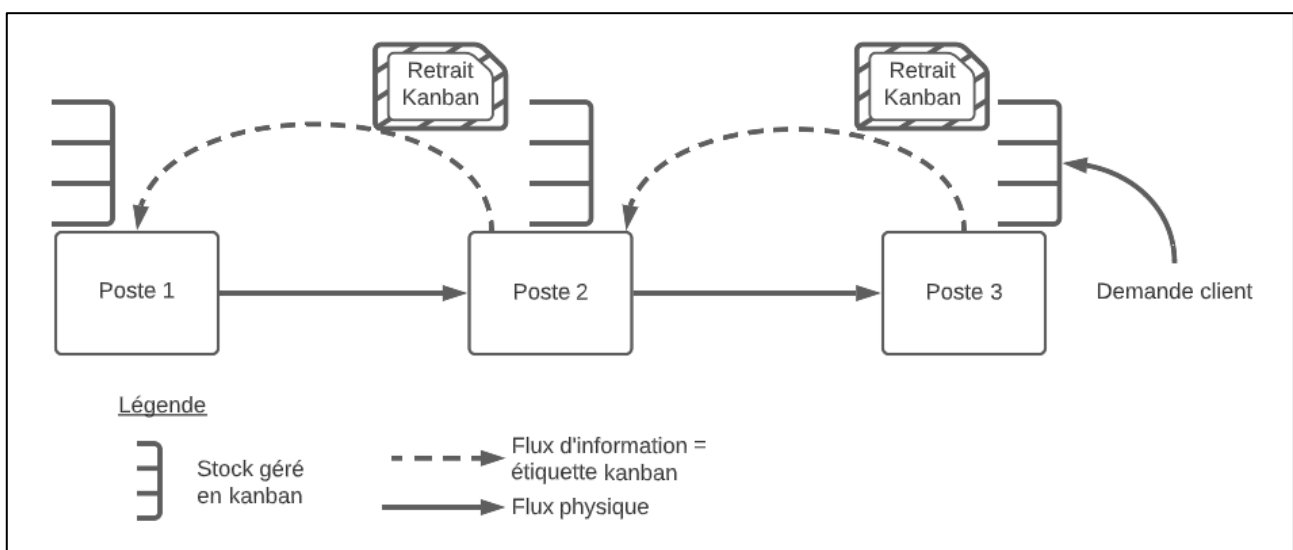 Retrait
Kanban
Retrait
Kanban
Poste 1
Poste 2
Poste 3
Demande client
Légende
Stock géré
en kanban
Flux d'information =
étiquette kanban
Flux physique